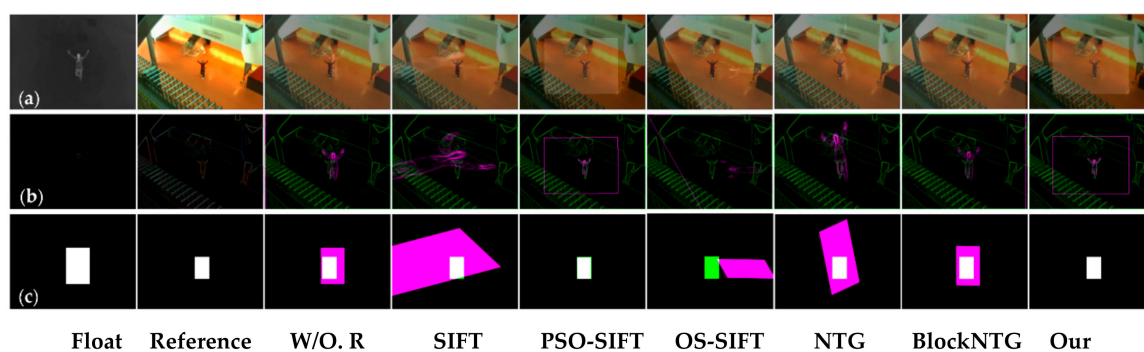 (a)
(b)
(c)
Float Reference W/O. R SIFT PSO-SIFT OS-SIFT NTG BlockNTG Our